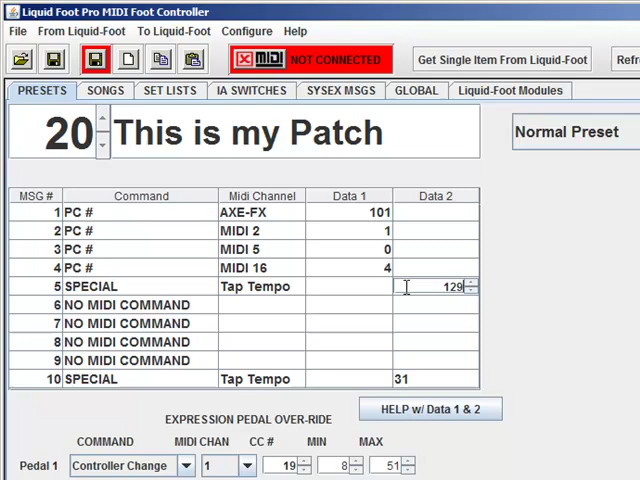 Liquid Foot Pro MIDI Foot Controller
File From Liquid-Foot To Liquid-Foot Configure Help
MIDI NOT CONNECTED Get Single Item From Liquid-Foot Refre
PRESETS SONGS SET LISTS IA SWITCHES SYSEX MSGS GLOBAL Liquid-Foot Modules
20 This is my Patch Normal Preset
MSG # Command Midi Channel Data 1 Data 2
1 PC # AXE-FX 101
2 PC # MIDI 2 1
3 PC # MIDI 5 0
4 PC # MIDI 16 4
5 SPECIAL Tap Tempo 129
6 NO MIDI COMMAND
7 NO MIDI COMMAND
8 NO MIDI COMMAND
9 NO MIDI COMMAND
10 SPECIAL Tap Tempo 31
HELP w/ Data 1 & 2
EXPRESSION PEDAL OVER-RIDE
COMMAND MIDI CHAN CC # MIN MAX
Pedal 1 Controller Change 1 19 8 51